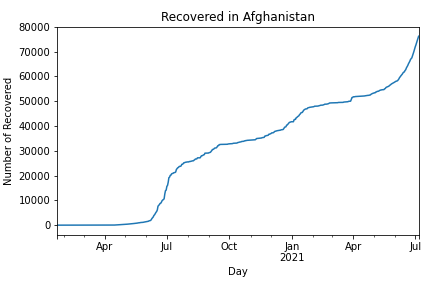 Recovered in Afghanistan
80000
70000
60000
50000
40000
30000
20000
10000
0
Number of Recovered
Apr Jul Oct Jan Apr Jul
2021
Day